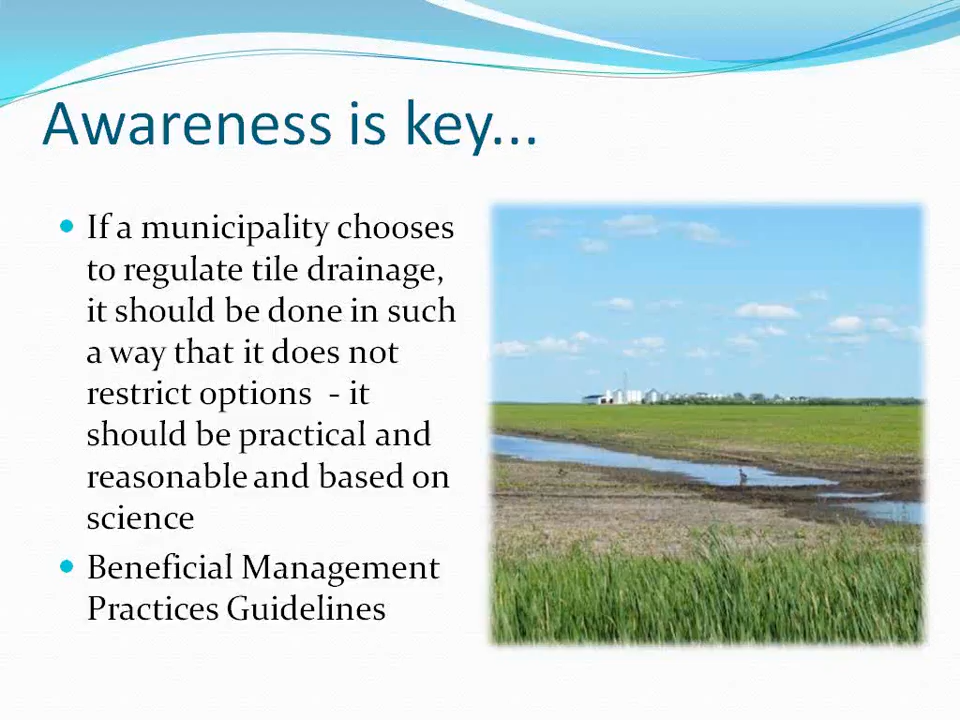 Awareness is key...
If a municipality chooses
to regulate tile drainage,
it should be done in such
a way that it does not
restrict options - it
should be practical and
reasonable and based on
science
Beneficial Management
Practices Guidelines